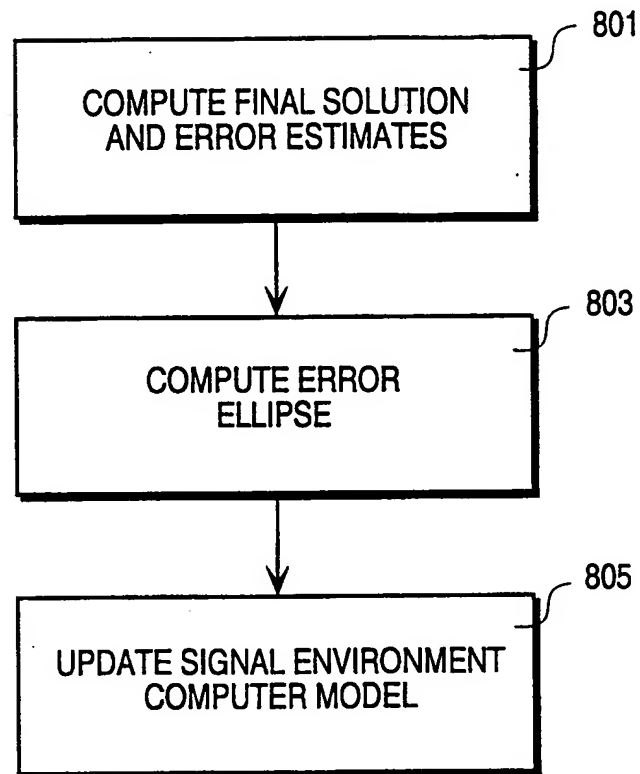 801
COMPUTE FINAL SOLUTION
AND ERROR ESTIMATES
803
COMPUTE ERROR
ELLIPSE
805
UPDATE SIGNAL ENVIRONMENT
COMPUTER MODEL